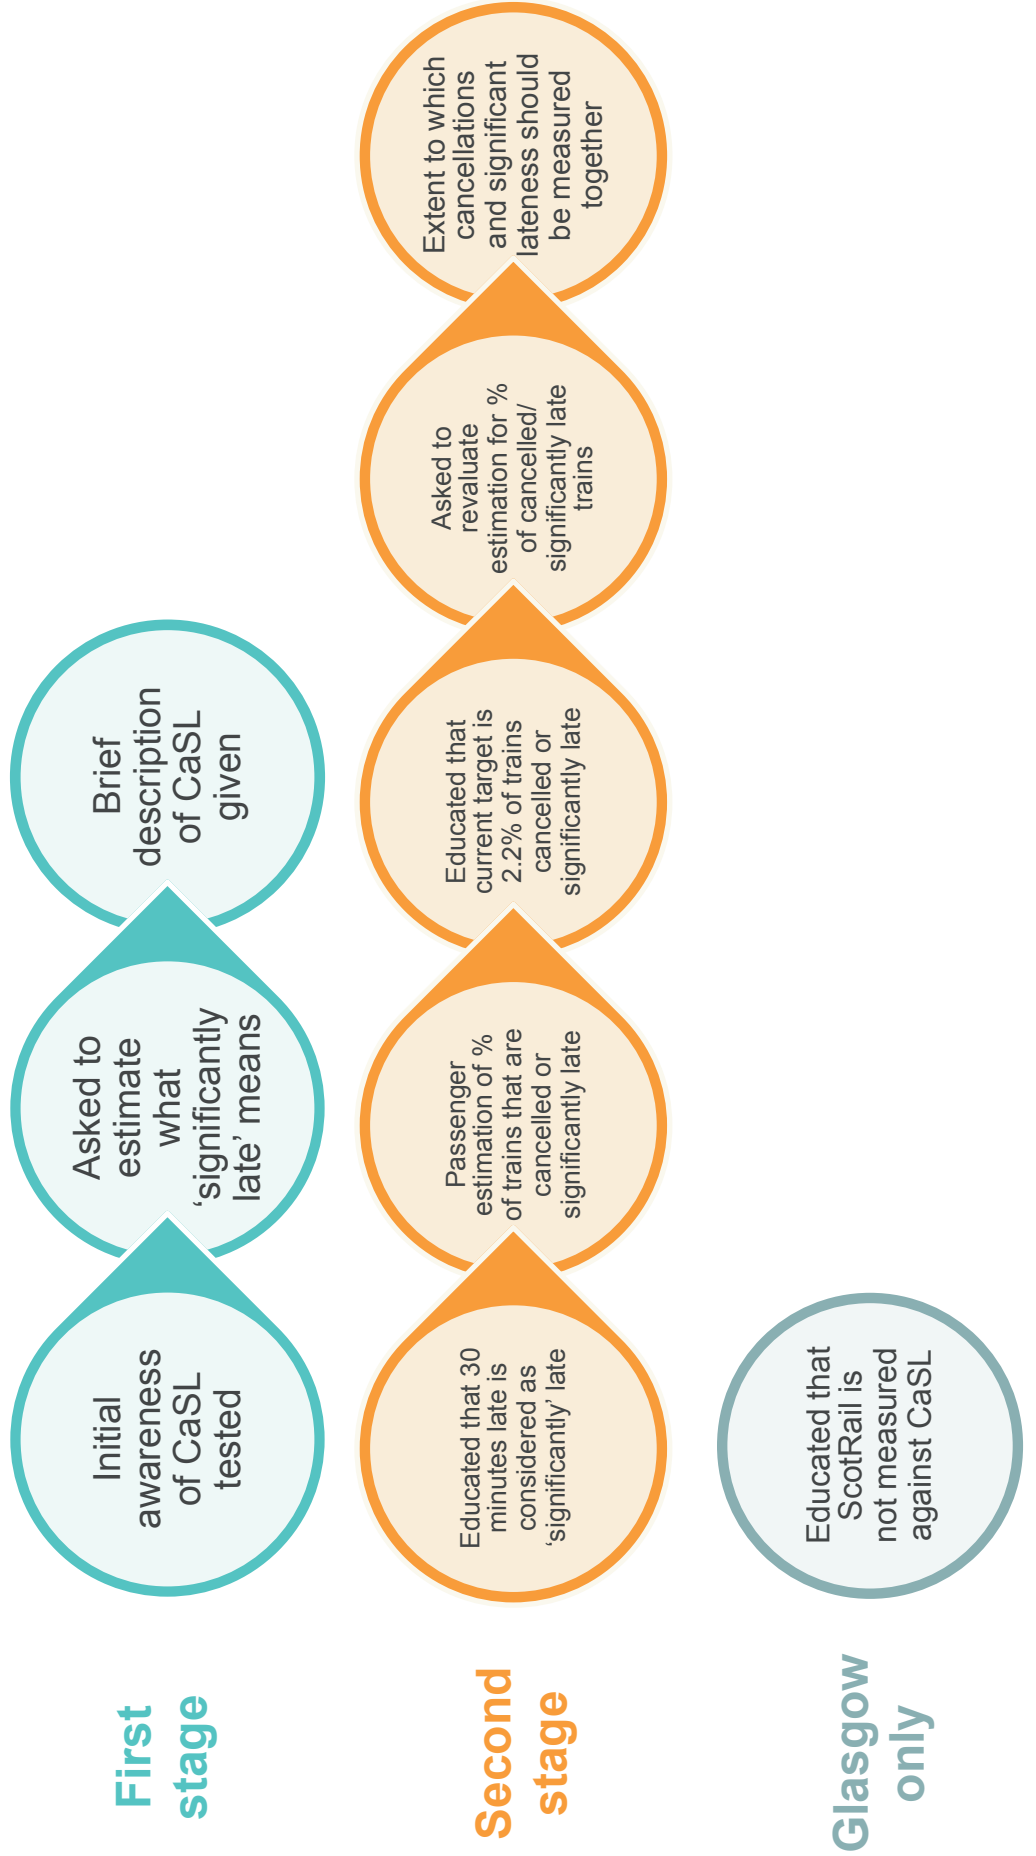 First
stage
Initial
awareness
of CaSL
tested
Asked to
estimate
what
‘significantly
late’ means
Brief
description
of CaSL
given
Second
stage
Educated that 30
minutes late is
considered as
‘significantly’ late
Passenger
estimation of %
of trains that are
cancelled or
significantly late
Educated that
current target is
2.2% of trains
cancelled or
significantly late
Asked to
revaluate
estimation for %
of cancelled/
significantly late
trains
Extent to which
cancellations
and significant
lateness should
be measured
together
Glasgow
only
Educated that
ScotRail is
not measured
against CaSL